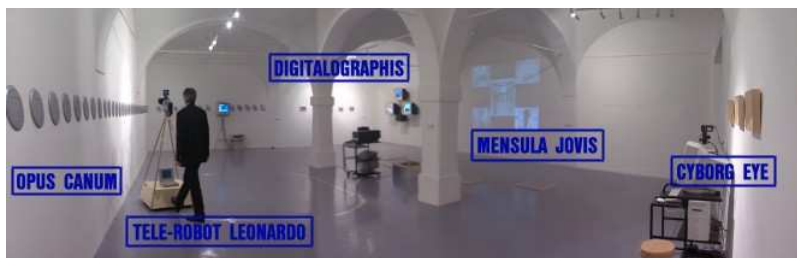 DIGITALOGRAPHIS
MENSULA JOVIS
CYBORG EYE
OPUS CANUM
TELE-ROBOT LEONARDO